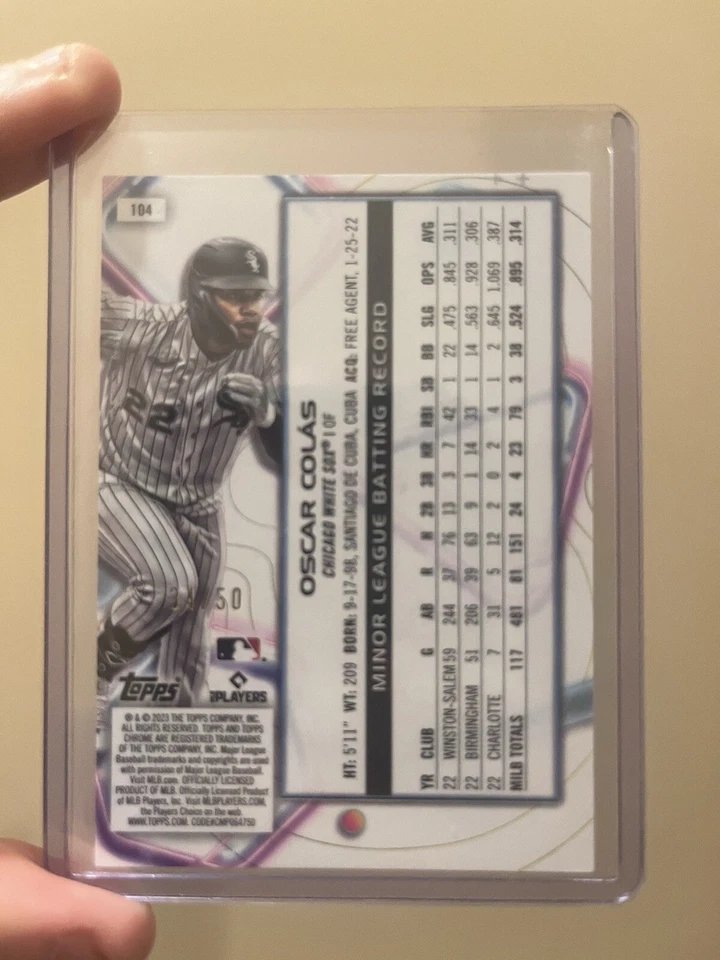 104
OSCAR COLÁS
CHICAGO WHITE SOX® | OF
HT: 5'11" WT: 209 BORN: 9-17-98, SANTIAGO DE CUBA, CUBA ACQ: FREE AGENT, 1-25-22
MINOR LEAGUE BATTING RECORD
YR CLUB G AB R H 2B 3B HR RBI SB BB SLG OPS AVG
22 WINSTON-SALEM 59 244 37 76 13 3 7 42 1 22 .475 .845 .311
22 BIRMINGHAM 51 206 39 63 9 1 14 33 1 14 .563 .928 .306
22 CHARLOTTE 7 31 5 12 2 0 2 4 1 2 .645 1.069 .387
MILB TOTALS 117 481 81 151 24 4 23 79 3 38 .524 .895 .314
22
50
TOPPS
PLAYERS
® & © 2023 THE TOPPS COMPANY, INC.
ALL RIGHTS RESERVED. TOPPS AND TOPPS
CHROME ARE REGISTERED TRADEMARKS
OF THE TOPPS COMPANY, INC. Major League
Baseball trademarks and copyrights are used
with permission of Major League Baseball.
Visit MLB.com. OFFICIALLY LICENSED
PRODUCT OF MLB. Officially Licensed Product
of MLB Players, Inc. Visit MLBPLAYERS.COM,
the Players Choice on the web.
WWW.TOPPS.COM. CODE#CMP064750